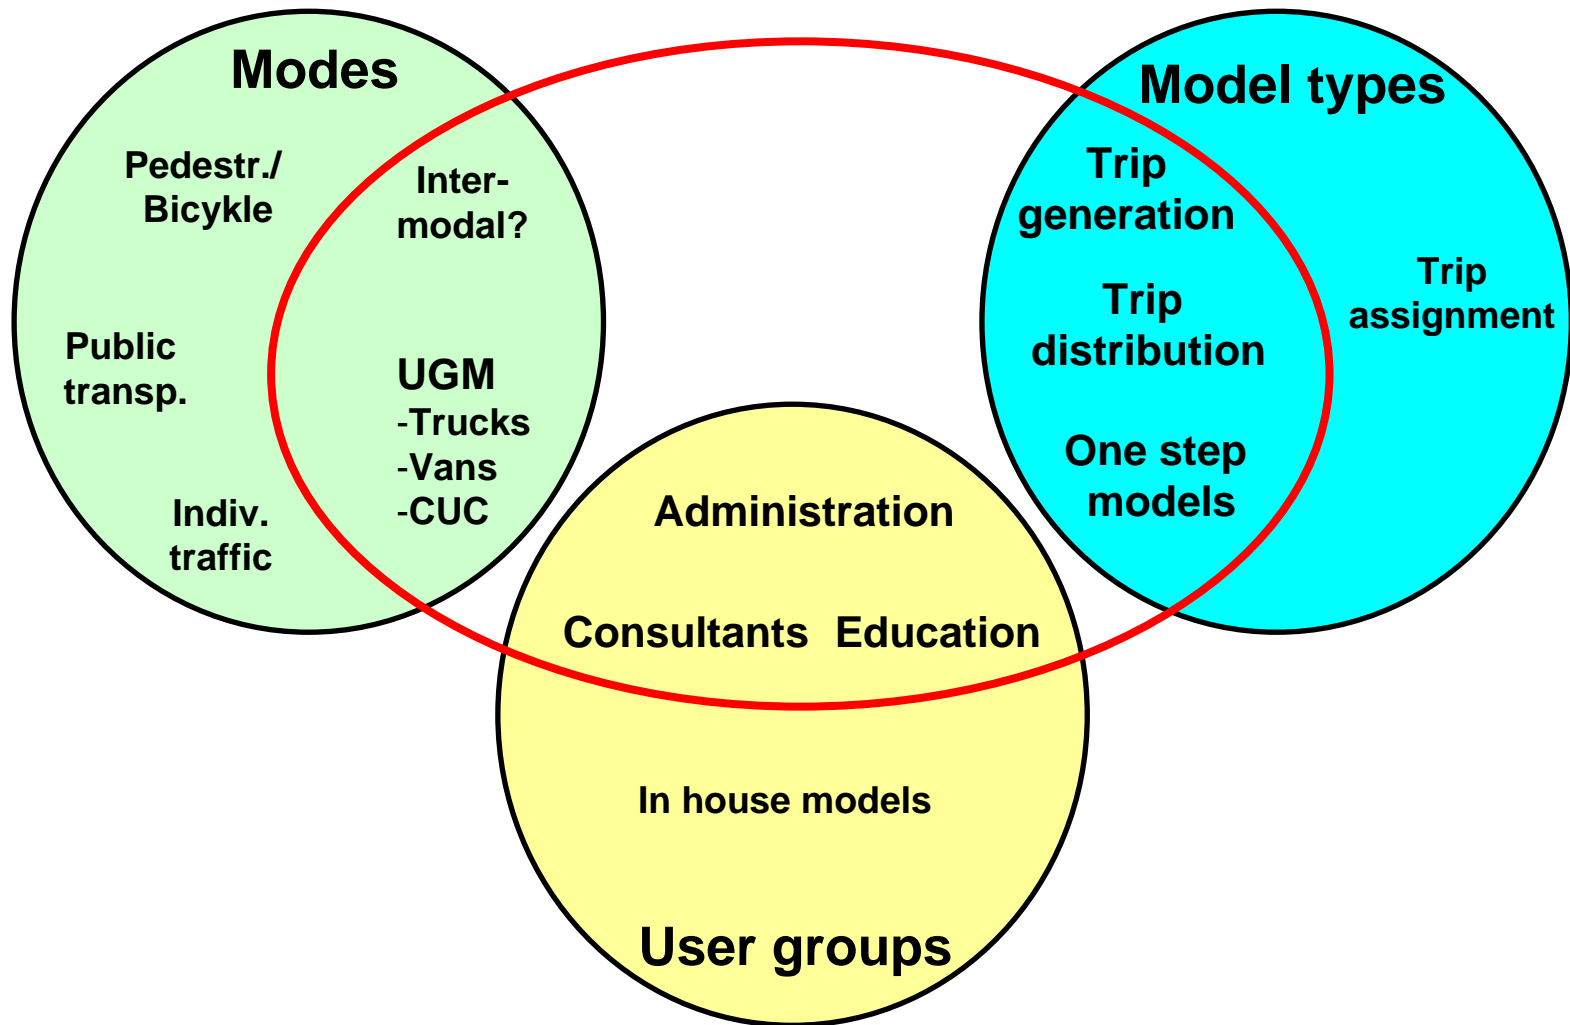 Modes
Pedestr./
Bicykle
Inter-
modal?
Public
transp.
UGM
-Trucks
-Vans
-CUC
Indiv.
traffic
Model types
Trip
generation
Trip
distribution
One step
models
Trip
assignment
Administration
Consultants Education
In house models
User groups